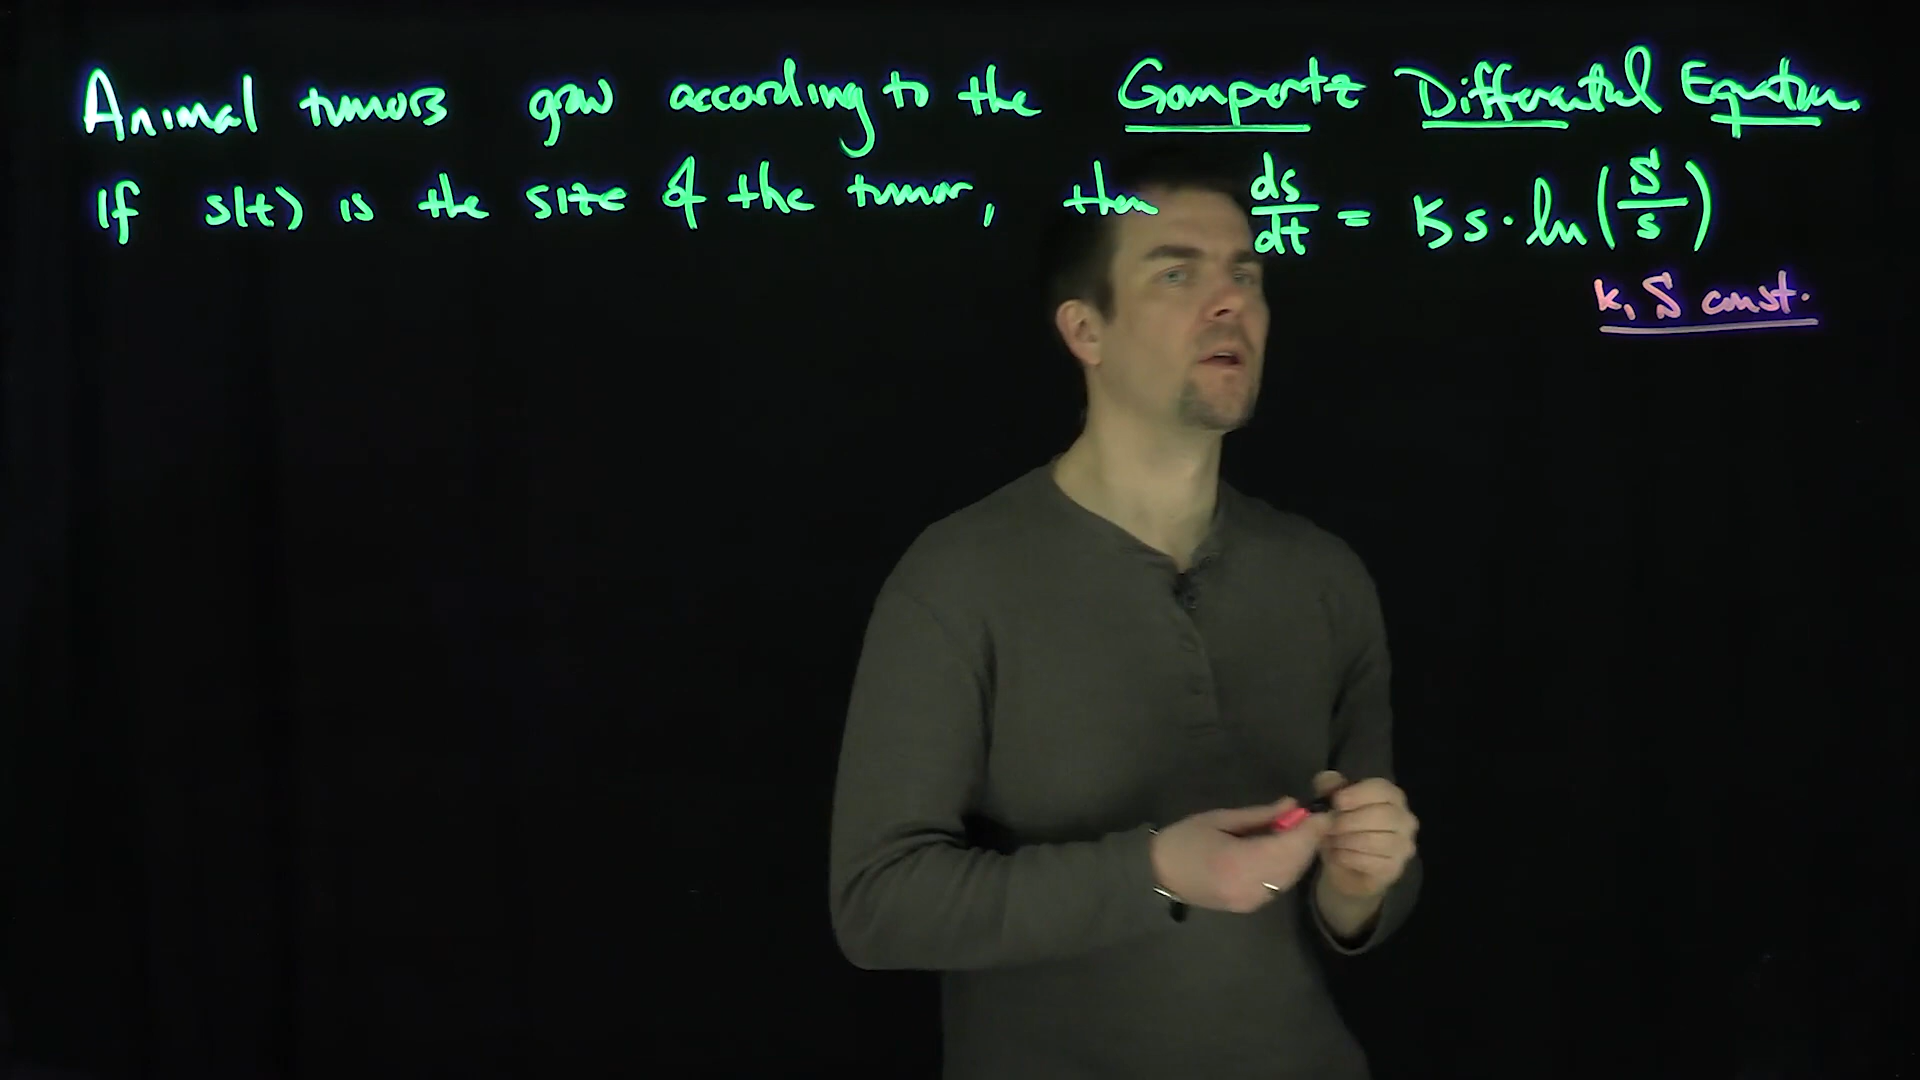 Animal tumors grow according to the Gompertz Differential Equation.
If s(t) is the size of the tumor, then ds/dt = K s · ln(S/s)
k, S const.